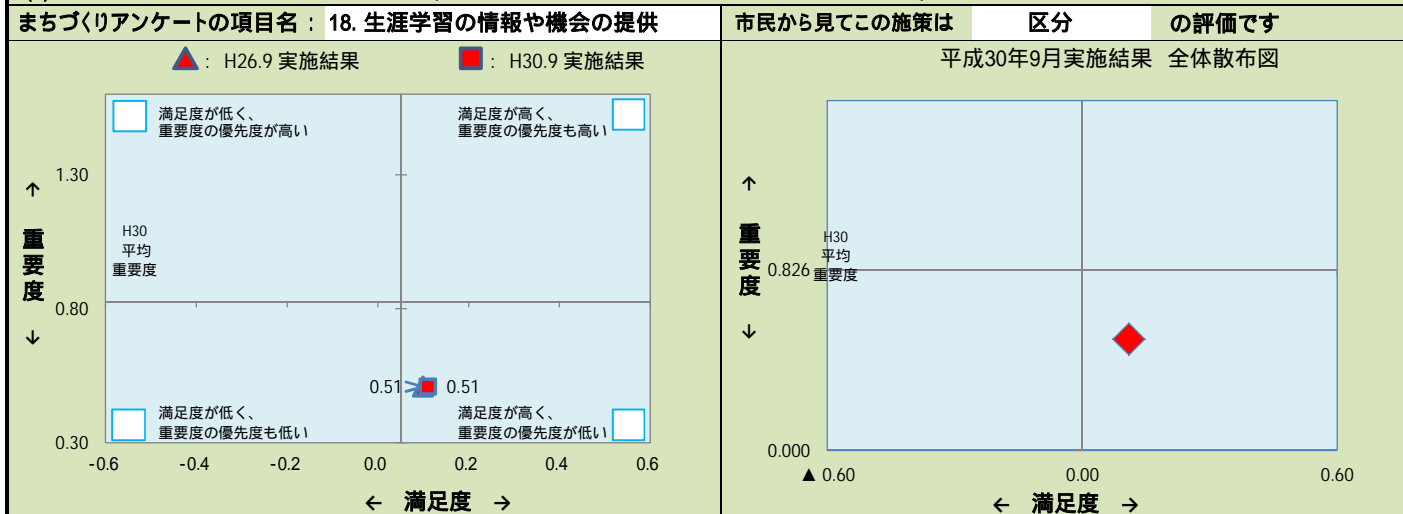 まちづくりアンケートの項目名： 18. 生涯学習の情報や機会の提供
市民から見てこの施策は 区分 の評価です
： H26.9 実施結果 ： H30.9 実施結果
満足度が低く、
重要度の優先度が高い
満足度が高く、
重要度の優先度も高い
1.30
↑
重要度
↓
H30
平均
重要度
0.80
0.51
0.51
満足度が低く、
重要度の優先度も低い
満足度が高く、
重要度の優先度が低い
0.30
-0.6 -0.4 -0.2 0.0 0.2 0.4 0.6
← 満足度 →
平成30年9月実施結果 全体散布図
↑
重要度
↓
H30
平均
0.826 重要度
0.000
▲ 0.60 0.00 0.60
← 満足度 →